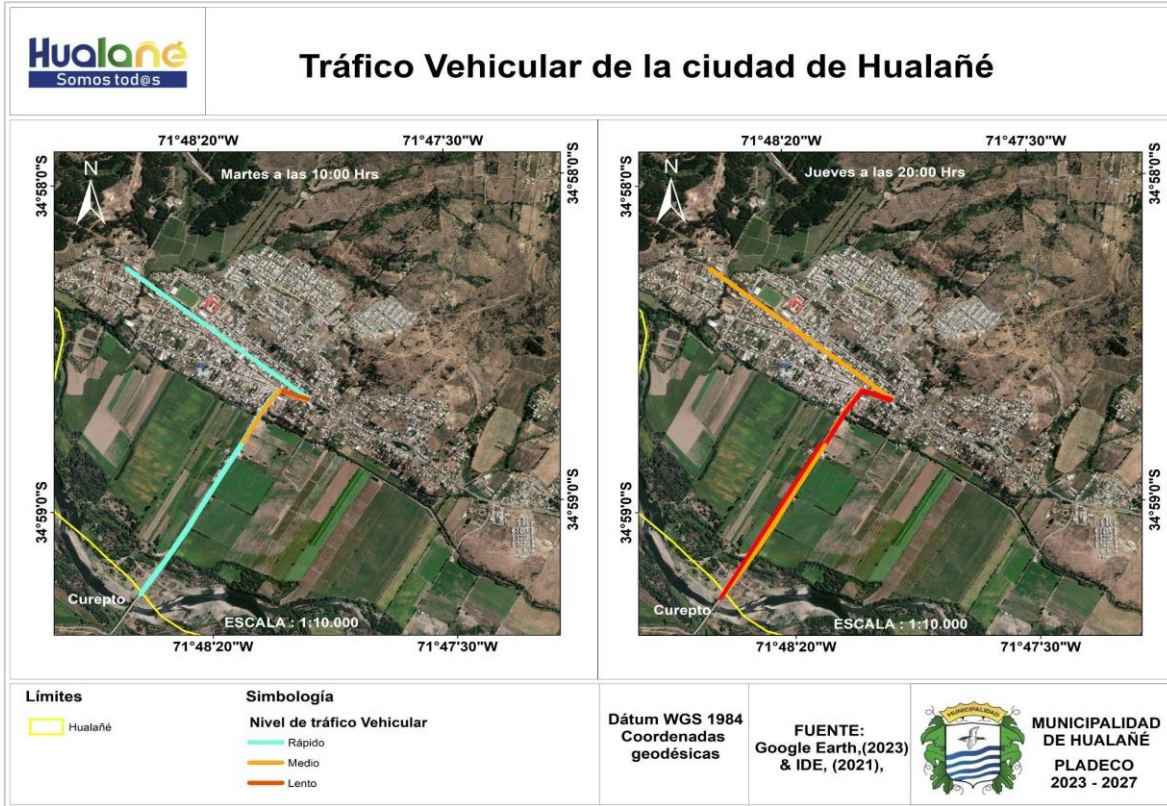 Hualañé
Somos tod@s
Tráfico Vehicular de la ciudad de Hualañé
71°48'20"W
71°47'30"W
34°58'0"S
34°58'0"S
N
Martes a las 10:00 Hrs
34°59'0"S
34°59'0"S
Curepto
ESCALA : 1:10.000
71°48'20"W
71°47'30"W
71°48'20"W
71°47'30"W
34°58'0"S
34°58'0"S
N
Jueves a las 20:00 Hrs
34°59'0"S
34°59'0"S
Curepto
ESCALA : 1:10.000
71°48'20"W
71°47'30"W
Límites
Hualañé
Simbología
Nivel de tráfico Vehicular
Rápido
Medio
Lento
Dátum WGS 1984
Coordenadas
geodésicas
FUENTE:
Google Earth,(2023)
& IDE, (2021),
MUNICIPALIDAD
MUNICIPALIDAD
DE HUALAÑÉ
PLADECO
2023 - 2027